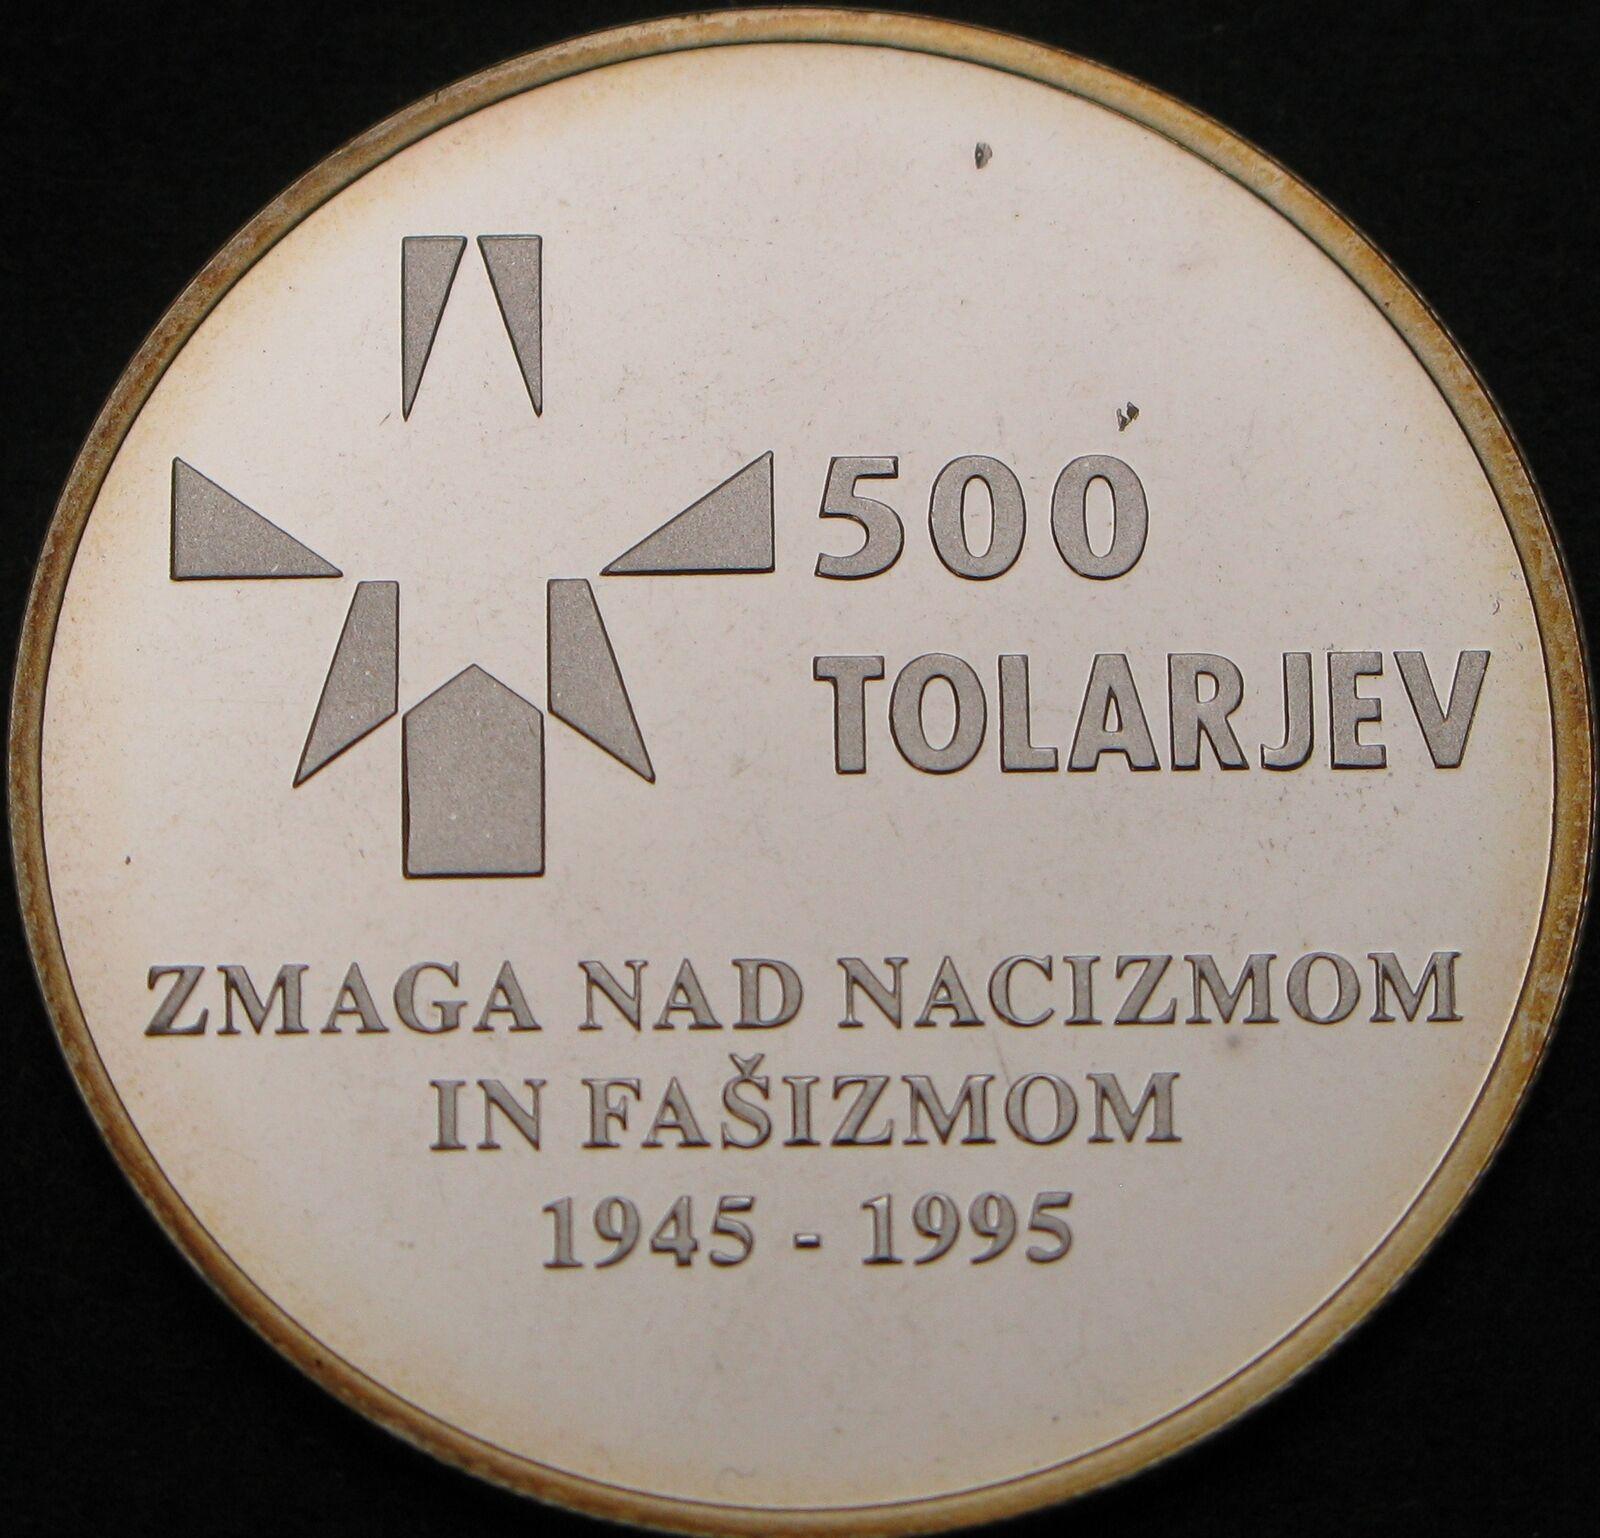 500
TOLARJEV
ZMAGA NAD NACIZMOM
IN FAŠIZMOM
1945 - 1995